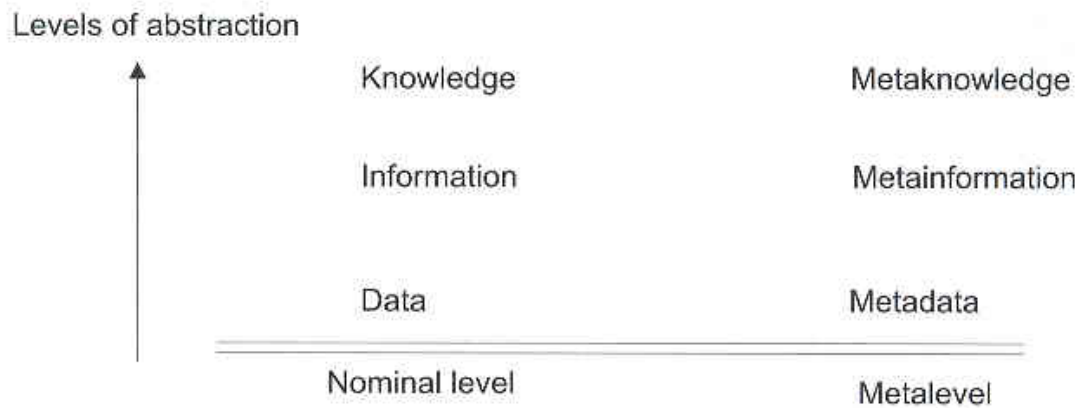 Levels of abstraction
Knowledge Metaknowledge
Information Metainformation
Data Metadata
Nominal level Metalevel